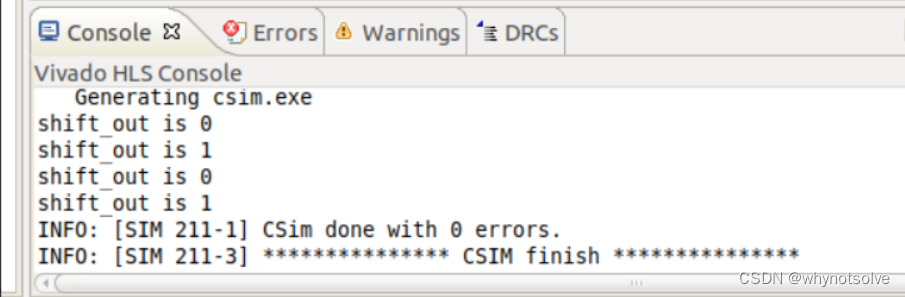 Console Errors Warnings DRCs
Vivado HLS Console
Generating csim.exe
shift_out is 0
shift_out is 1
shift_out is 0
shift_out is 1
INFO: [SIM 211-1] CSim done with 0 errors.
INFO: [SIM 211-3] *************** CSIM finish ***************
CSDN @whynotsolve